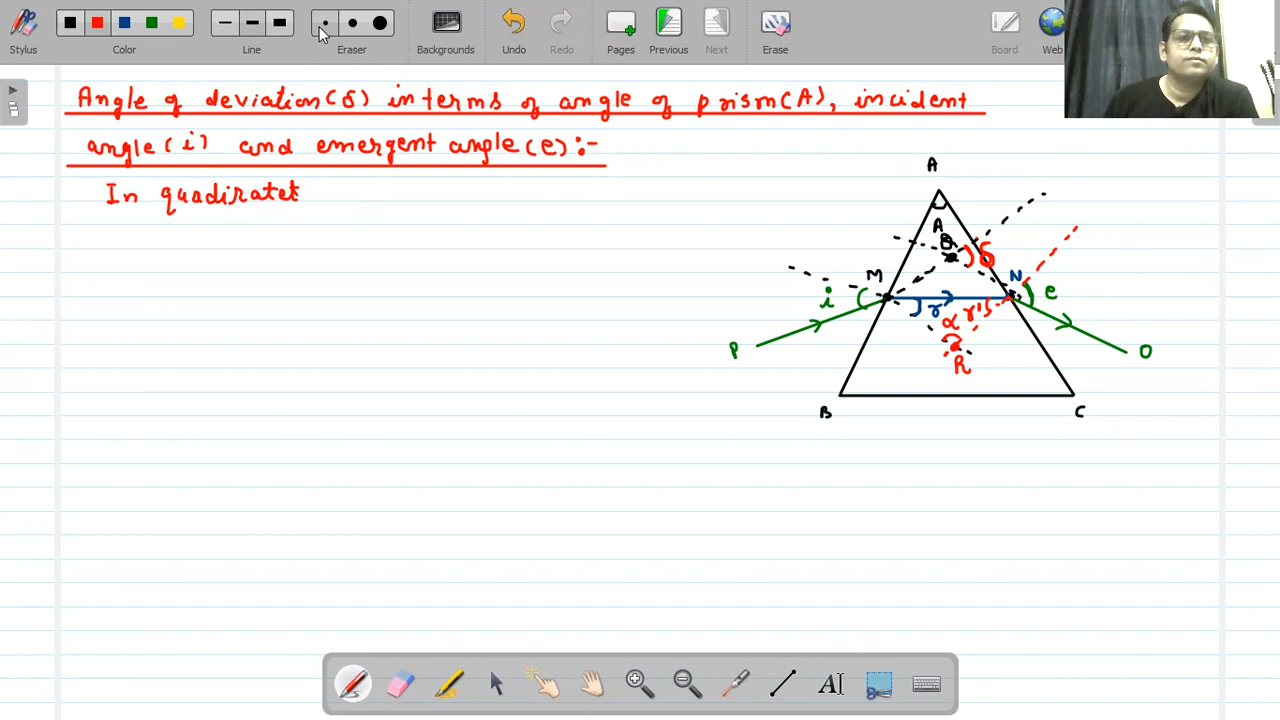 Stylus
Color
Line
Eraser
Backgrounds
Undo
Redo
Pages
Previous
Next
Erase
Board
Web
Angle of deviation(δ) in terms of angle of prism(A), incident
angle(i) and emergent angle(e):-
In quadiratet
A
A
δ
M
N
i
r
α
r'
e
P
R
O
B
C
AI